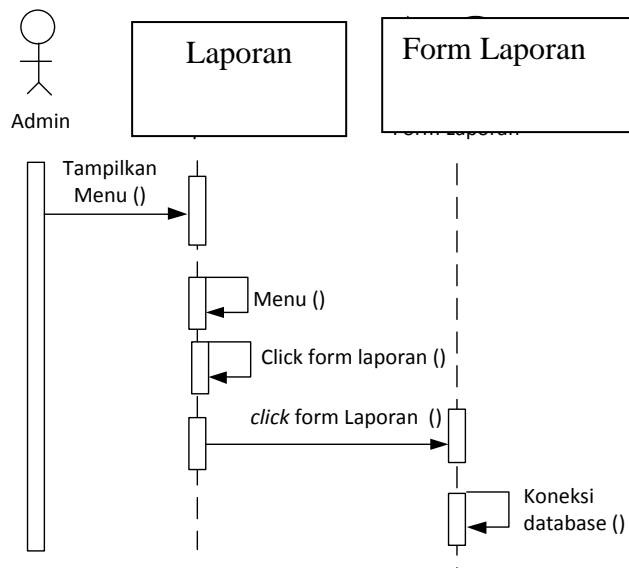 Laporan
Form Laporan
Admin
Tampilkan
Menu ()
Menu ()
Click form laporan ()
click form Laporan ()
Koneksi
database ()